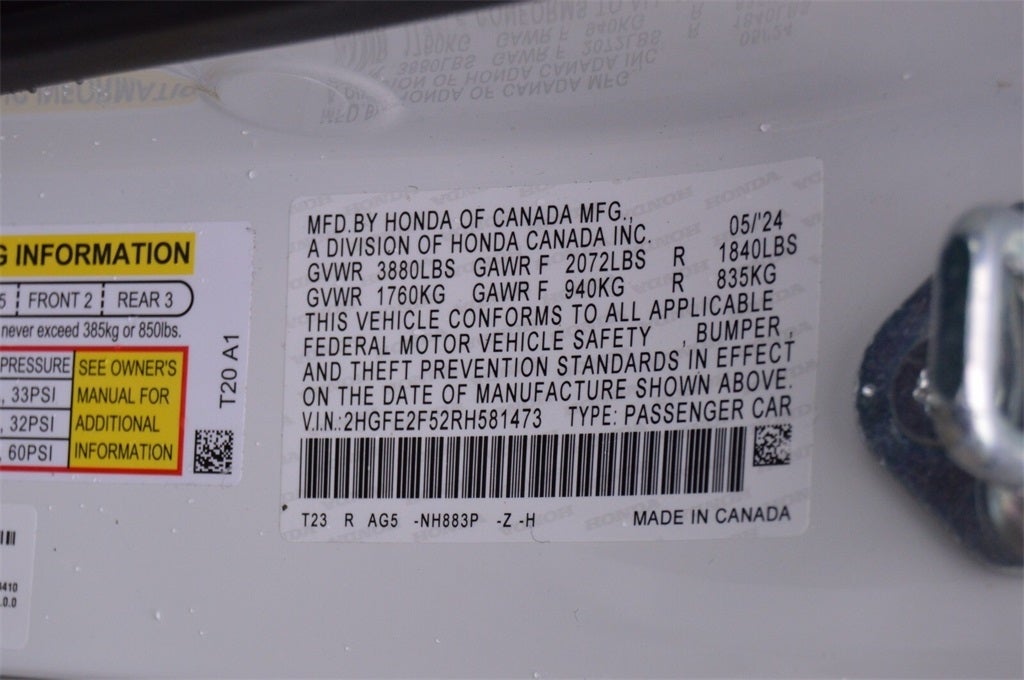 G INFORMATION
5 FRONT 2 REAR 3
never exceed 385kg or 850lbs.
PRESSURE
, 33PSI
, 32PSI
, 60PSI
SEE OWNER'S
MANUAL FOR
ADDITIONAL
INFORMATION
T20 A1
MFD.BY HONDA OF CANADA MFG., 05/'24
A DIVISION OF HONDA CANADA INC.
GVWR 3880LBS GAWR F 2072LBS R 1840LBS
GVWR 1760KG GAWR F 940KG R 835KG
THIS VEHICLE CONFORMS TO ALL APPLICABLE
FEDERAL MOTOR VEHICLE SAFETY , BUMPER,
AND THEFT PREVENTION STANDARDS IN EFFECT
ON THE DATE OF MANUFACTURE SHOWN ABOVE.
V.I.N.:2HGFE2F52RH581473 TYPE: PASSENGER CAR
T23 R AG5 -NH883P -Z -H MADE IN CANADA